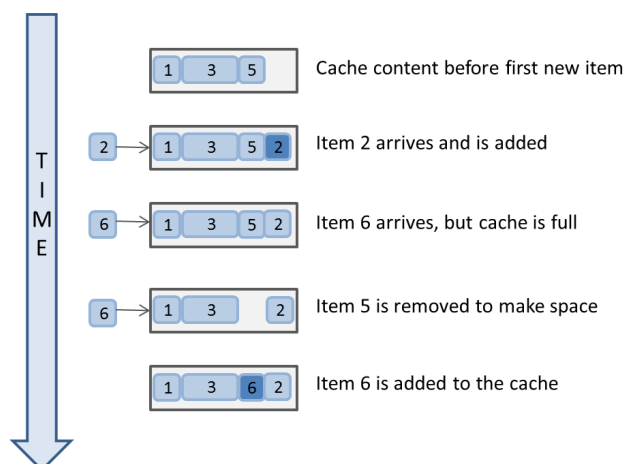 1 3 5 Cache content before first new item
2 1 3 5 2 Item 2 arrives and is added
6 1 3 5 2 Item 6 arrives, but cache is full
6 1 3 2 Item 5 is removed to make space
1 3 6 2 Item 6 is added to the cache
T
I
M
E